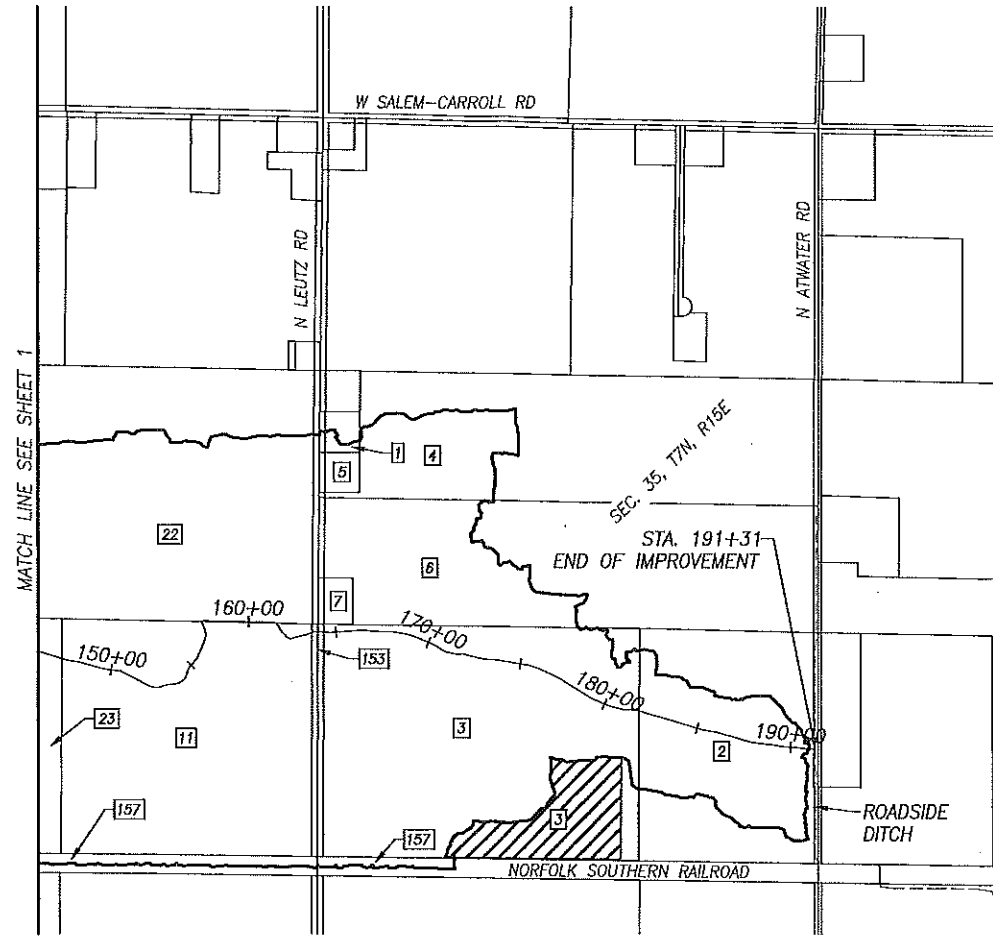 W SALEM-CARROLL RD
N LEUTZ RD
N ATWATER RD
MATCH LINE SEE SHEET 1
1
4
5
SEC. 35, T7N, R15E
22
STA. 191+31
END OF IMPROVEMENT
6
7
160+00
170+00
150+00
153
180+00
23
11
3
190+00
2
3
ROADSIDE
DITCH
157
157
NORFOLK SOUTHERN RAILROAD